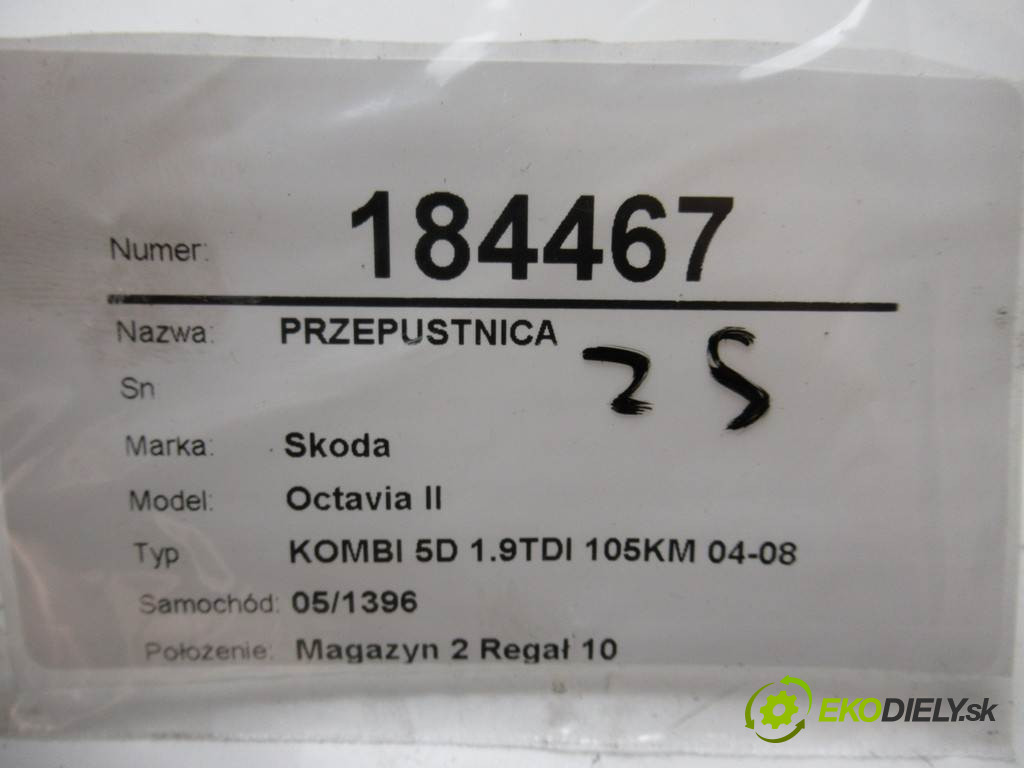 Numer: 184467
Nazwa: PRZEPUSTNICA
25
Sn
Marka: Skoda
Model: Octavia II
Typ KOMBI 5D 1.9TDI 105KM 04-08
Samochód: 05/1396
Położenie: Magazyn 2 Regał 10
EKODIELY.sk